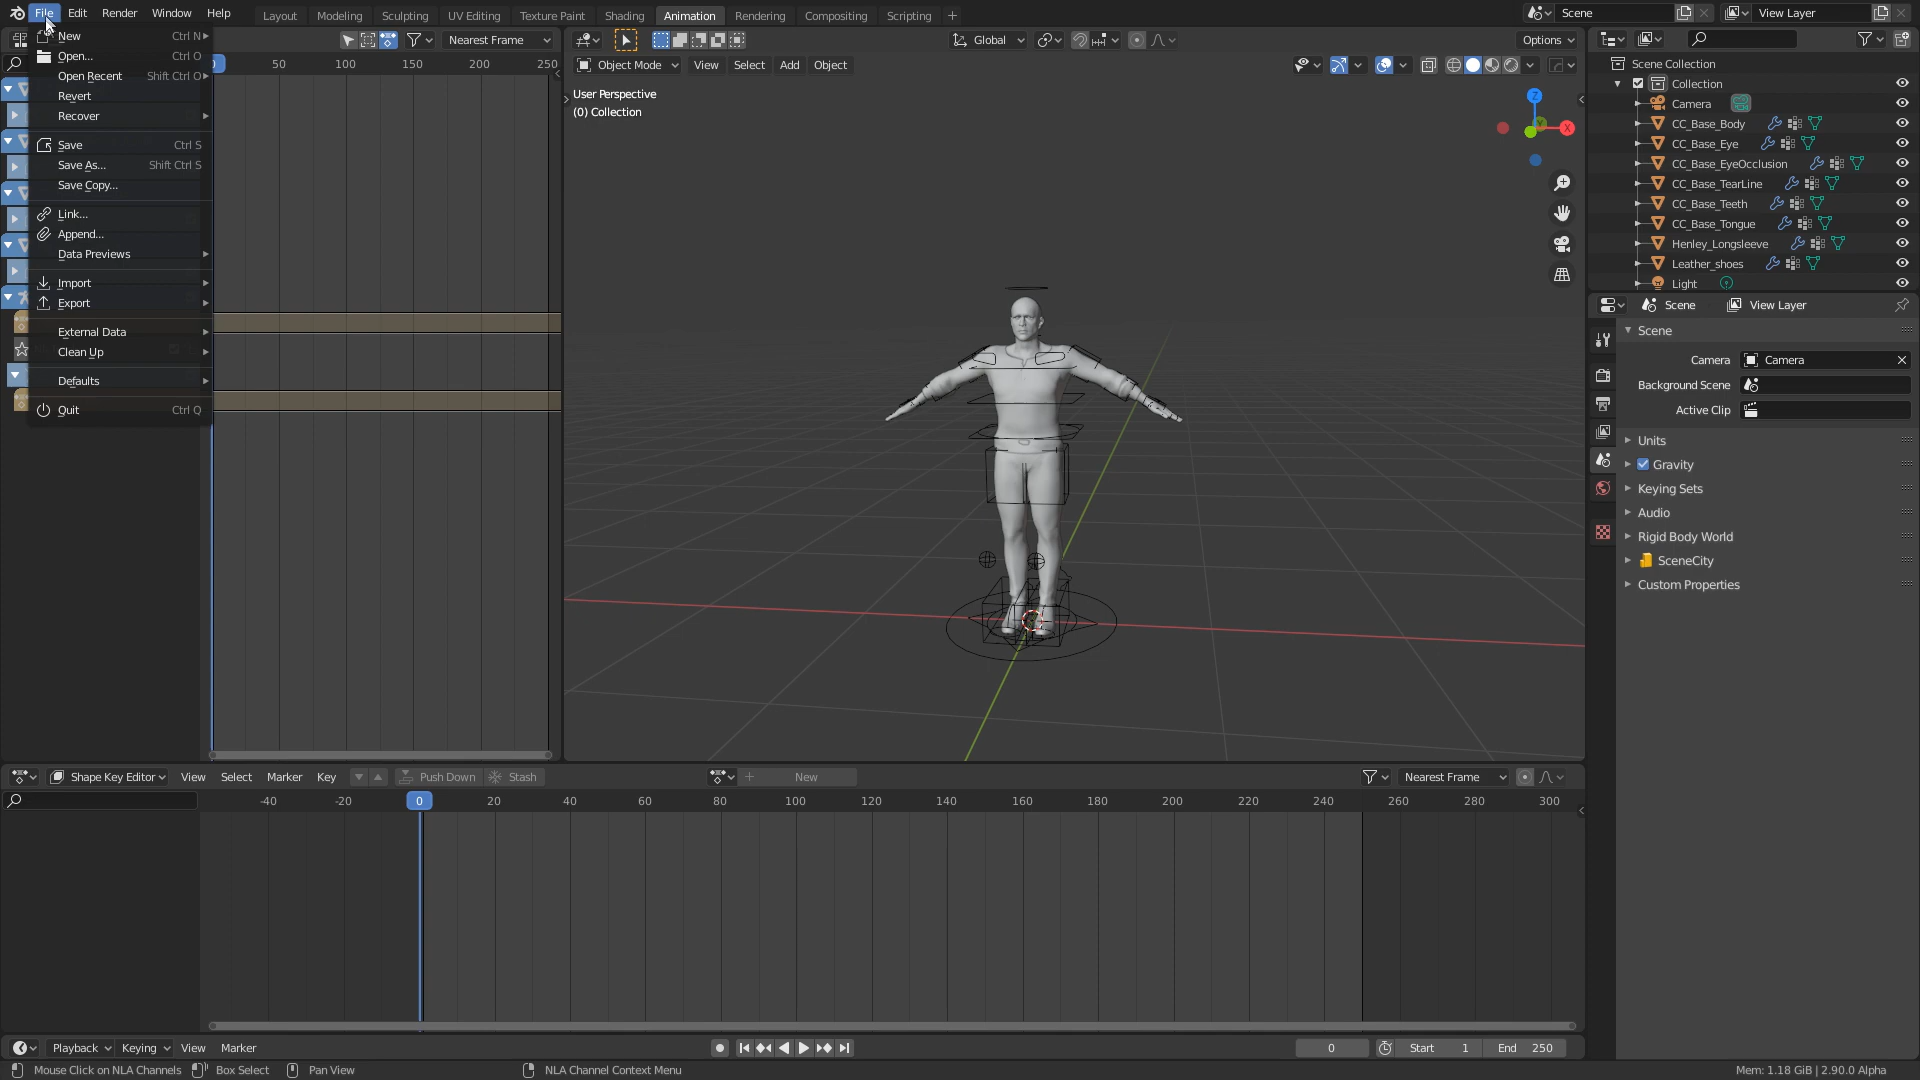 File Edit Render Window Help Layout Modeling Sculpting UV Editing Texture Paint Shading Animation Rendering Compositing Scripting + Scene View Layer
Nearest Frame
Global
Options
50 100 150 200 250
New Ctrl N
Open... Ctrl O
Open Recent Shift Ctrl O
Revert
Recover
Save Ctrl S
Save As... Shift Ctrl S
Save Copy...
Link...
Append...
Data Previews
Import
Export
External Data
Clean Up
Defaults
Quit Ctrl Q
Object Mode View Select Add Object
User Perspective
(0) Collection
Z
X
Scene Collection
Collection
Camera
CC_Base_Body
CC_Base_Eye
CC_Base_EyeOcclusion
CC_Base_TearLine
CC_Base_Teeth
CC_Base_Tongue
Henley_Longsleeve
Leather_shoes
Light
Scene View Layer
Scene
Camera Camera
Background Scene
Active Clip
Units
Gravity
Keying Sets
Audio
Rigid Body World
SceneCity
Custom Properties
Shape Key Editor View Select Marker Key Push Down Stash New Nearest Frame
-40 -20 0 20 40 60 80 100 120 140 160 180 200 220 240 260 280 300
Playback Keying View Marker 0 Start 1 End 250
Mouse Click on NLA Channels Box Select Pan View NLA Channel Context Menu Mem: 1.18 GiB | 2.90.0 Alpha